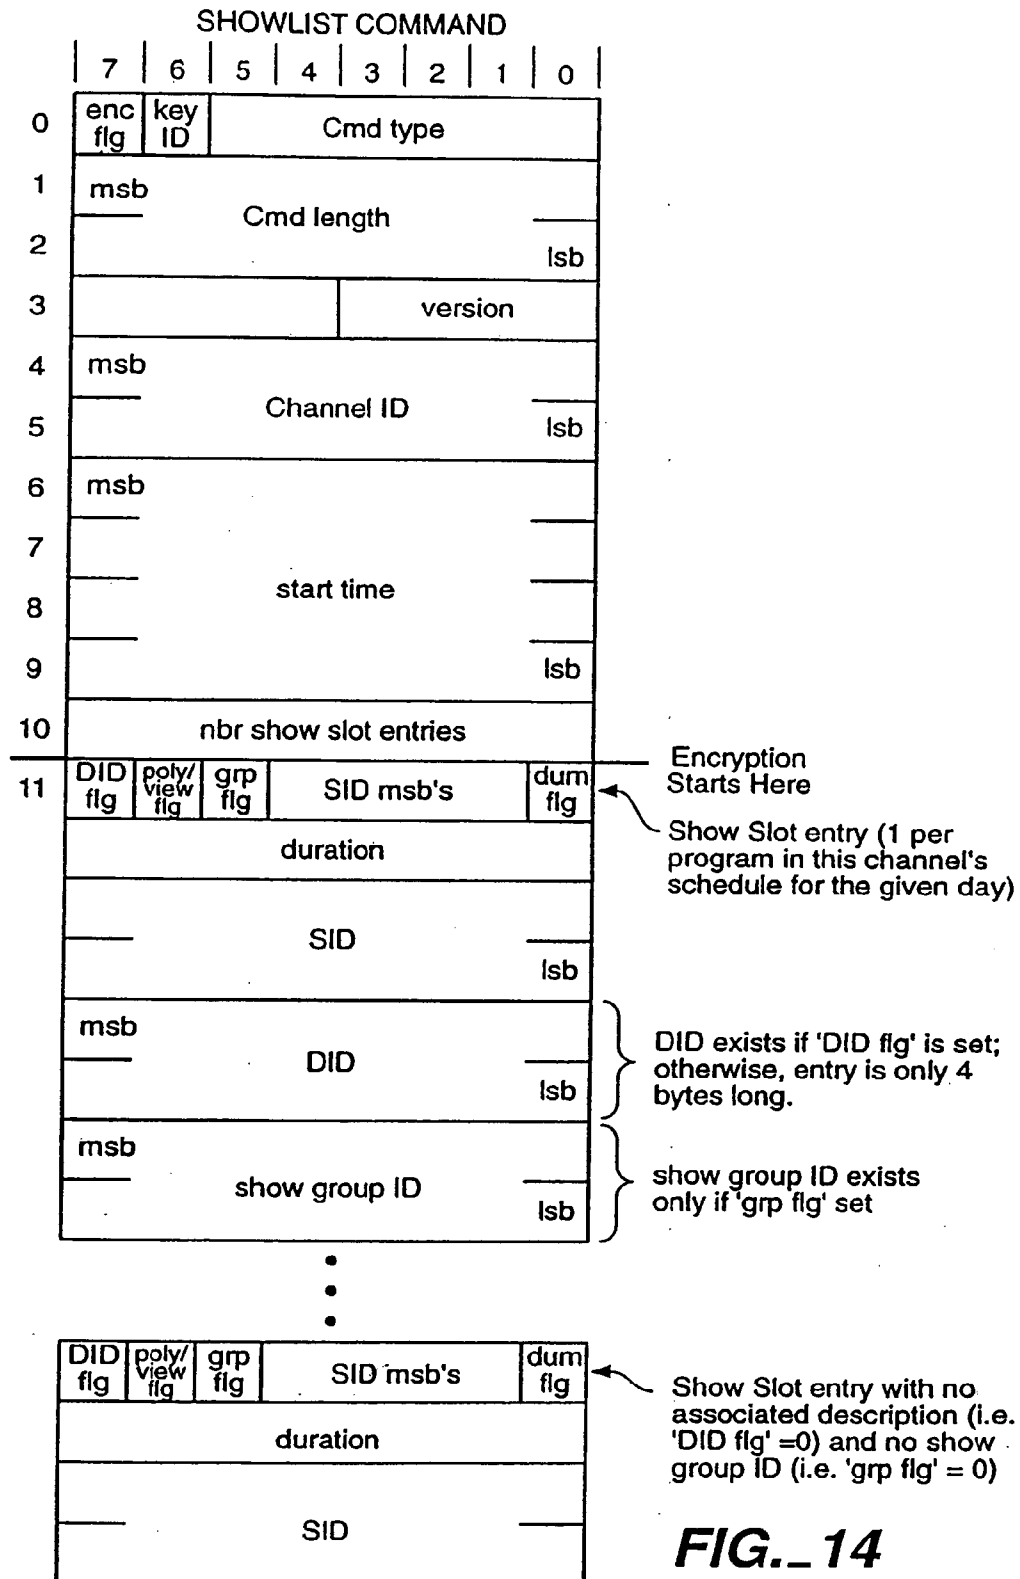 SHOWLIST COMMAND
7 6 5 4 3 2 1 0
0 enc flg key ID Cmd type
1 msb
Cmd length
2 lsb
3 version
4 msb
Channel ID
5 lsb
6 msb
7
start time
8
9 lsb
10 nbr show slot entries
Encryption
Starts Here
11 DID flg poly/ view flg grp flg SID msb's dum flg
Show Slot entry (1 per
program in this channel's
schedule for the given day)
duration
SID
lsb
msb
DID
lsb
DID exists if 'DID flg' is set;
otherwise, entry is only 4
bytes long.
msb
show group ID
lsb
show group ID exists
only if 'grp flg' set
DID flg poly/ view flg grp flg SID msb's dum flg
Show Slot entry with no
associated description (i.e.
'DID flg' =0) and no show
group ID (i.e. 'grp flg' = 0)
duration
SID
FIG._14